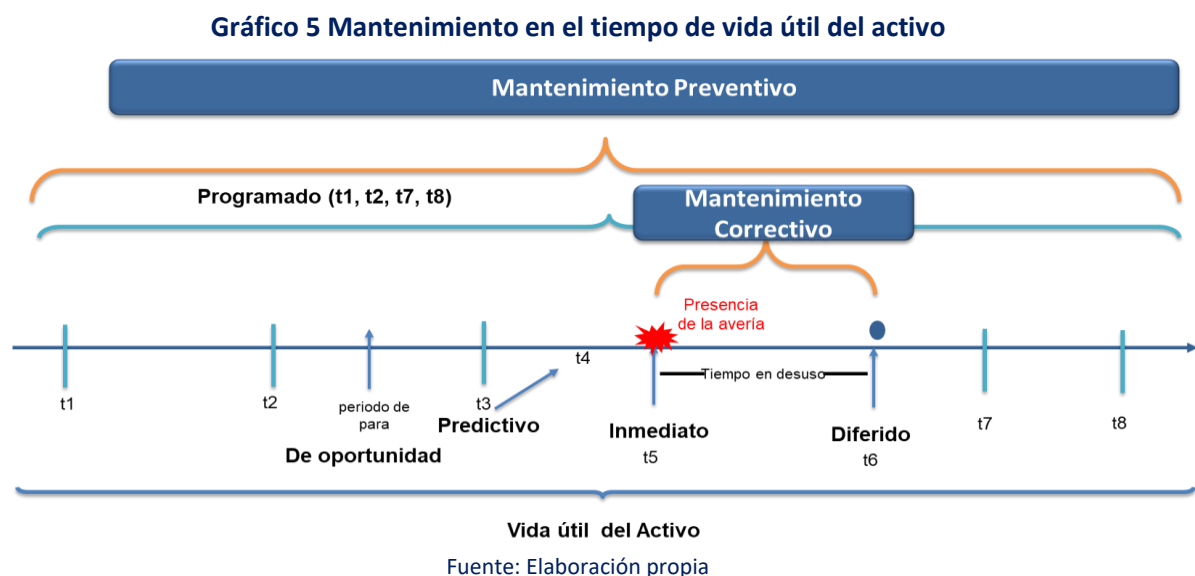 Gráfico 5 Mantenimiento en el tiempo de vida útil del activo
Mantenimiento Preventivo
Programado (t1, t2, t7, t8)
Mantenimiento
Correctivo
Presencia
de la avería
t4
Tiempo en desuso
t1
t2
periodo de
para
t3
Predictivo
De oportunidad
Inmediato
t5
Diferido
t6
t7
t8
Vida útil del Activo
Fuente: Elaboración propia